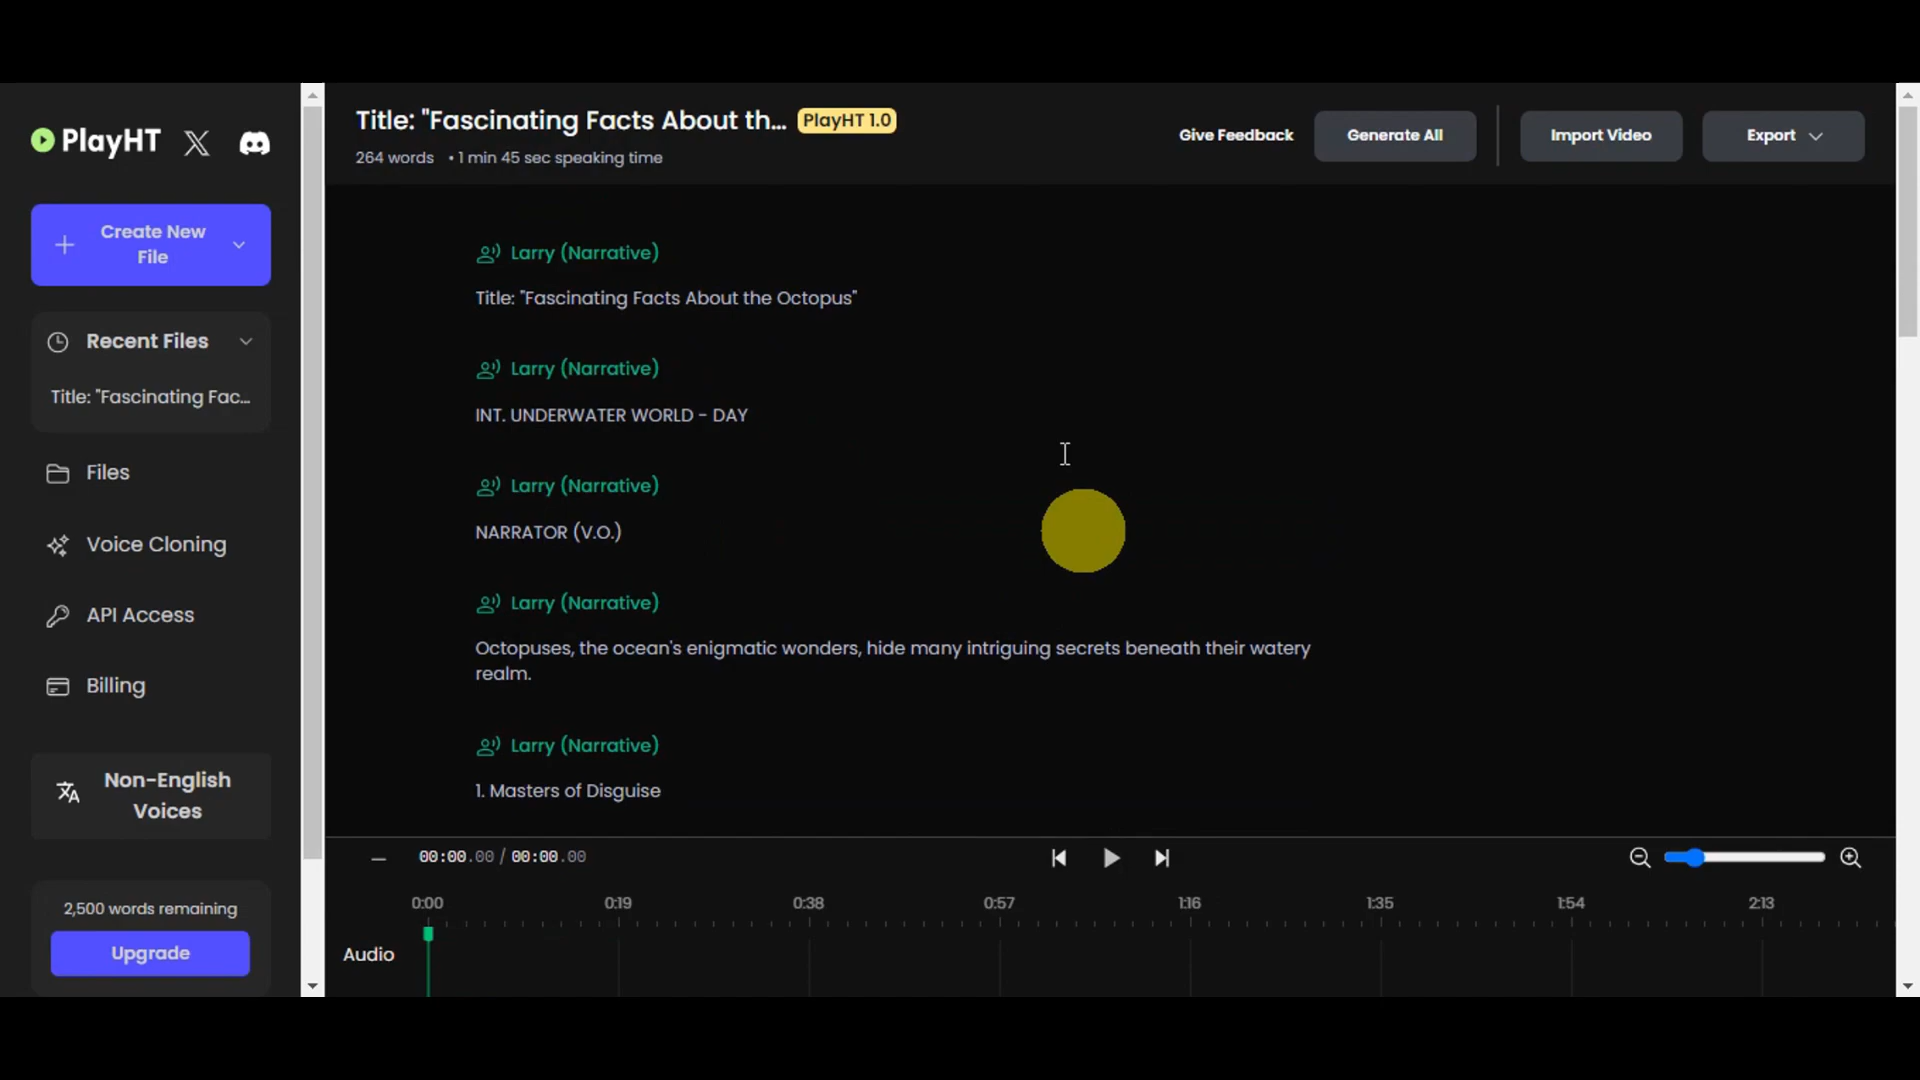 PlayHT
Create New
File
Recent Files
Title: "Fascinating Fac...
Files
Voice Cloning
API Access
Billing
Non-English
Voices
2,500 words remaining
Upgrade
Title: "Fascinating Facts About th... PlayHT 1.0
264 words • 1 min 45 sec speaking time
Give Feedback
Generate All
Import Video
Export
Larry (Narrative)
Title: "Fascinating Facts About the Octopus"
Larry (Narrative)
INT. UNDERWATER WORLD - DAY
Larry (Narrative)
NARRATOR (V.O.)
Larry (Narrative)
Octopuses, the ocean's enigmatic wonders, hide many intriguing secrets beneath their watery
realm.
Larry (Narrative)
1. Masters of Disguise
00:00.00 / 00:00.00
0:00 0:19 0:38 0:57 1:16 1:35 1:54 2:13
Audio